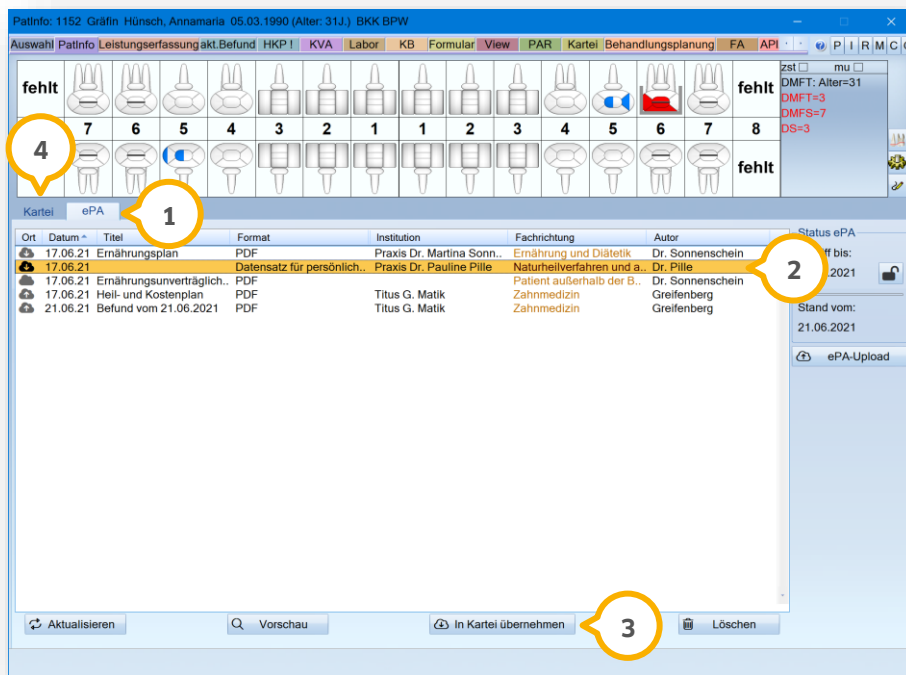 PatInfo: 1152 Gräfin Hünsch, Annamaria 05.03.1990 (Alter: 31J.) BKK BPW
Auswahl PatInfo Leistungserfassung akt.Befund HKP ! KVA Labor KB Formular View PAR Kartei Behandlungsplanung FA API P I R M C
fehlt fehlt
zst mu
DMFT: Alter=31
DMFT=3
DMFS=7
DS=3
7 6 5 4 3 2 1 1 2 3 4 5 6 7 8
fehlt
4
Kartei ePA
1
Ort Datum Titel Format Institution Fachrichtung Autor
17.06.21 Ernährungsplan PDF Praxis Dr. Martina Sonn.. Ernährung und Diätetik Dr. Sonnenschein
17.06.21 Datensatz für persönlich.. Praxis Dr. Pauline Pille Naturheilverfahren und a.. Dr. Pille
17.06.21 Ernährungsunverträglich.. PDF Patient außerhalb der B.. Dr. Sonnenschein
17.06.21 Heil- und Kostenplan PDF Titus G. Matik Zahnmedizin Greifenberg
21.06.21 Befund vom 21.06.2021 PDF Titus G. Matik Zahnmedizin Greifenberg
2
Status ePA
bis:
2021
Stand vom:
21.06.2021
ePA-Upload
Aktualisieren Vorschau In Kartei übernehmen 3 Löschen